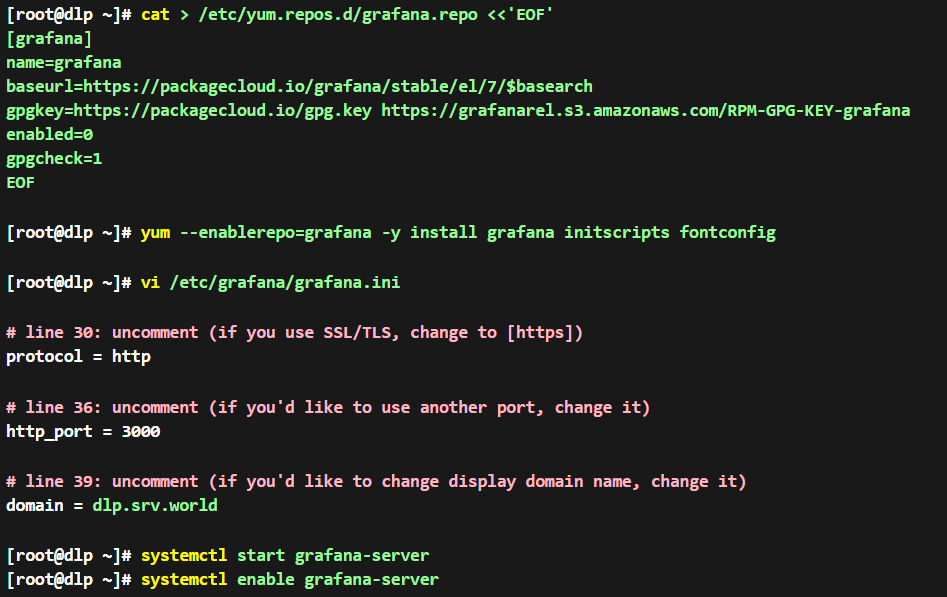 [root@dlp ~]# cat > /etc/yum.repos.d/grafana.repo <<'EOF'
[grafana]
name=grafana
baseurl=https://packagecloud.io/grafana/stable/el/7/$basearch
gpgkey=https://packagecloud.io/gpg.key https://grafanarel.s3.amazonaws.com/RPM-GPG-KEY-grafana
enabled=0
gpgcheck=1
EOF
[root@dlp ~]# yum --enablerepo=grafana -y install grafana initscripts fontconfig
[root@dlp ~]# vi /etc/grafana/grafana.ini
# line 30: uncomment (if you use SSL/TLS, change to [https])
protocol = http
# line 36: uncomment (if you'd like to use another port, change it)
http_port = 3000
# line 39: uncomment (if you'd like to change display domain name, change it)
domain = dlp.srv.world
[root@dlp ~]# systemctl start grafana-server
[root@dlp ~]# systemctl enable grafana-server